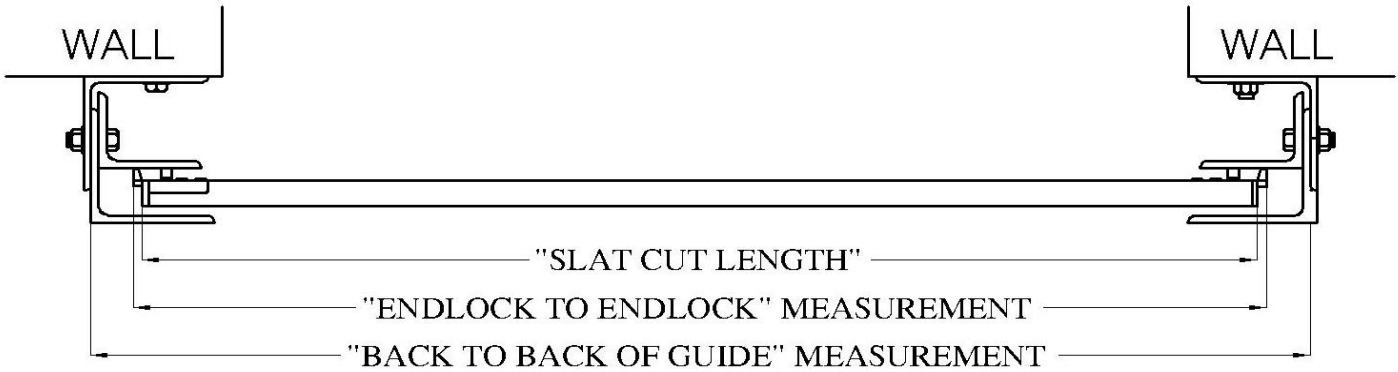 WALL
WALL
"SLAT CUT LENGTH"
"ENDLOCK TO ENDLOCK" MEASUREMENT
"BACK TO BACK OF GUIDE" MEASUREMENT